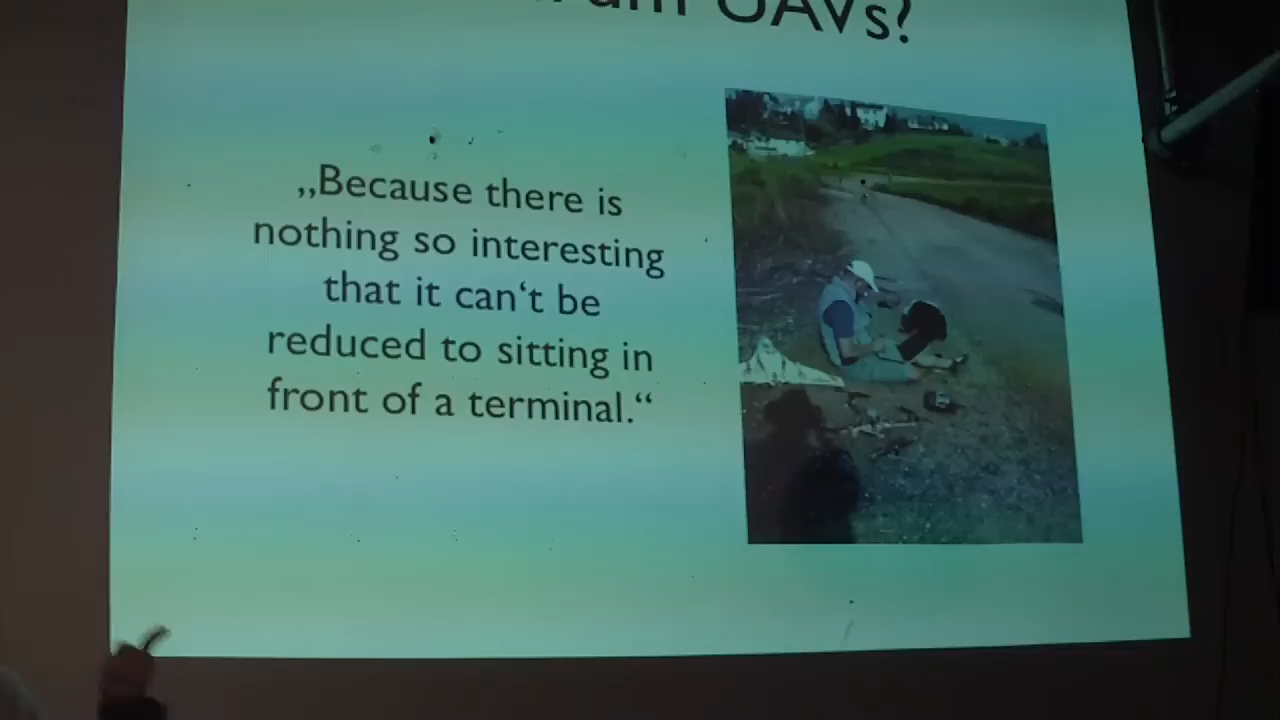 UAVs?
„Because there is
nothing so interesting
that it can‘t be
reduced to sitting in
front of a terminal.“